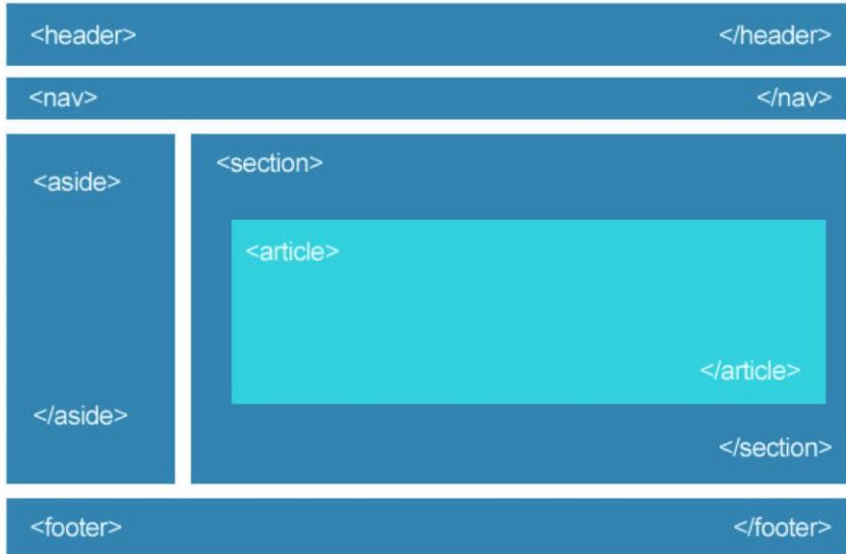 <header> </header>
<nav> </nav>
<aside>
</aside>
<section>
<article>
</article>
</section>
<footer> </footer>